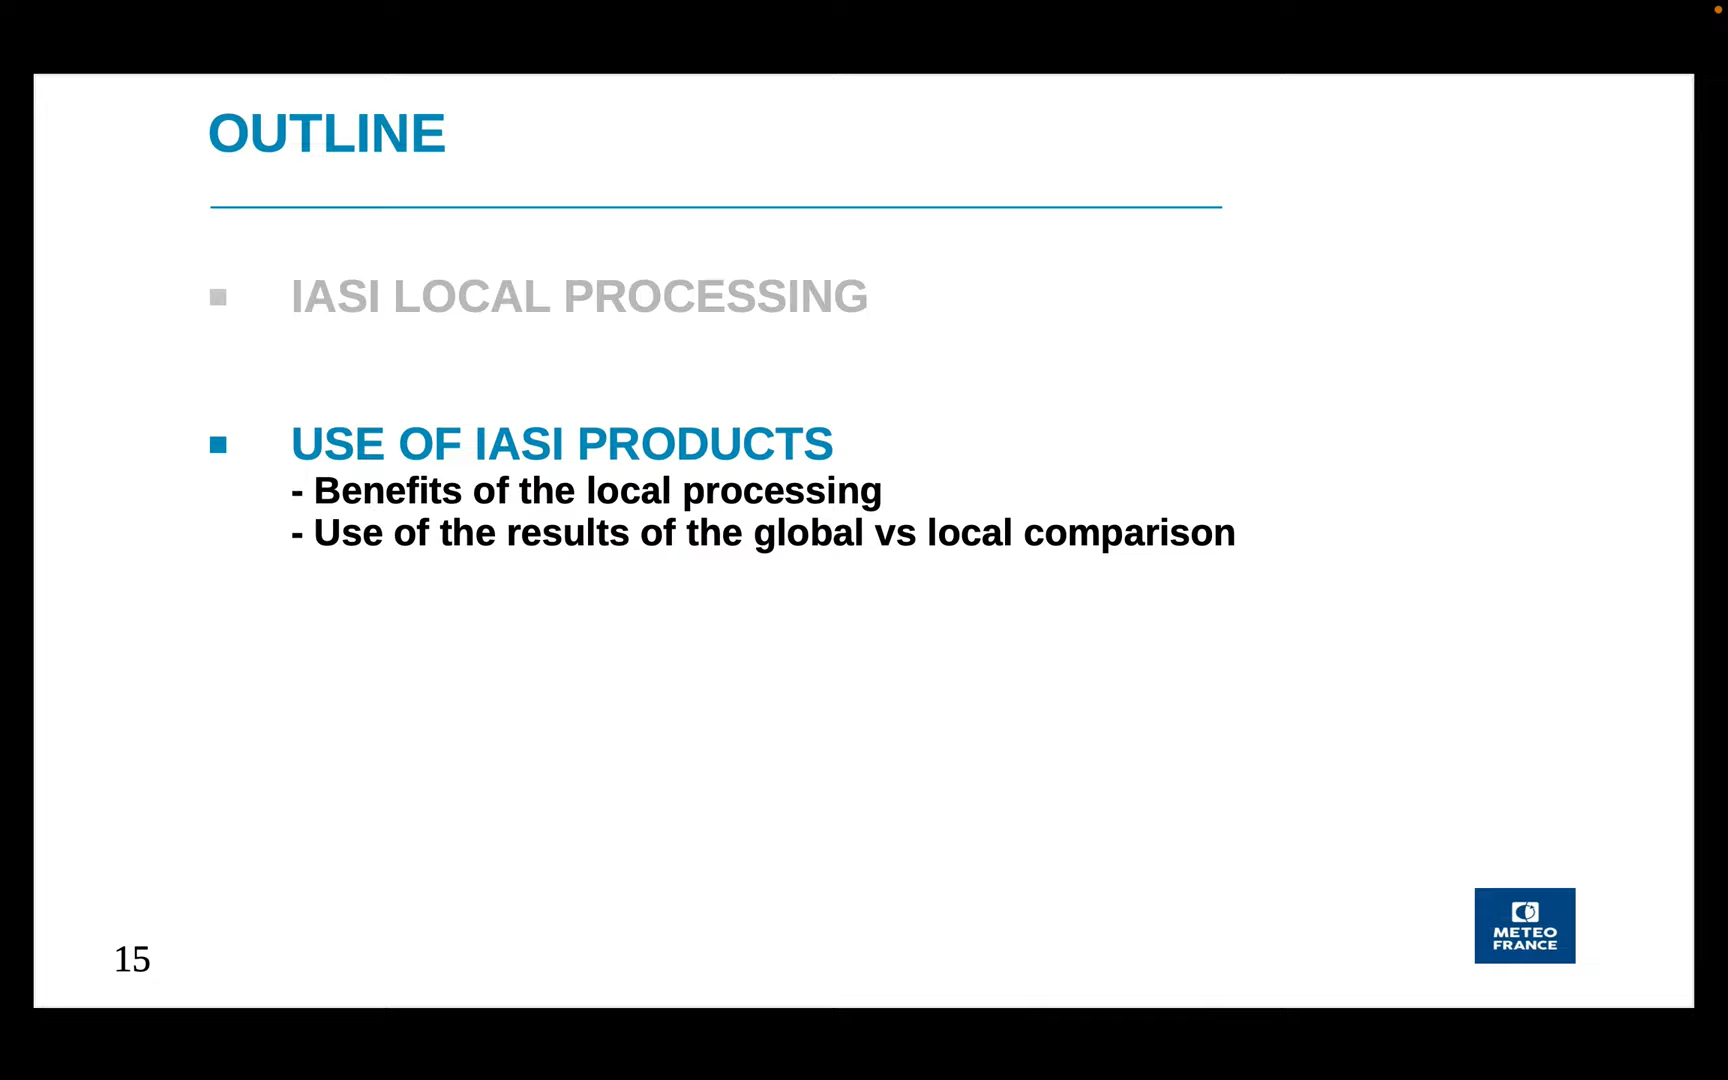 OUTLINE
IASI LOCAL PROCESSING
USE OF IASI PRODUCTS
- Benefits of the local processing
- Use of the results of the global vs local comparison
METEO
FRANCE
15